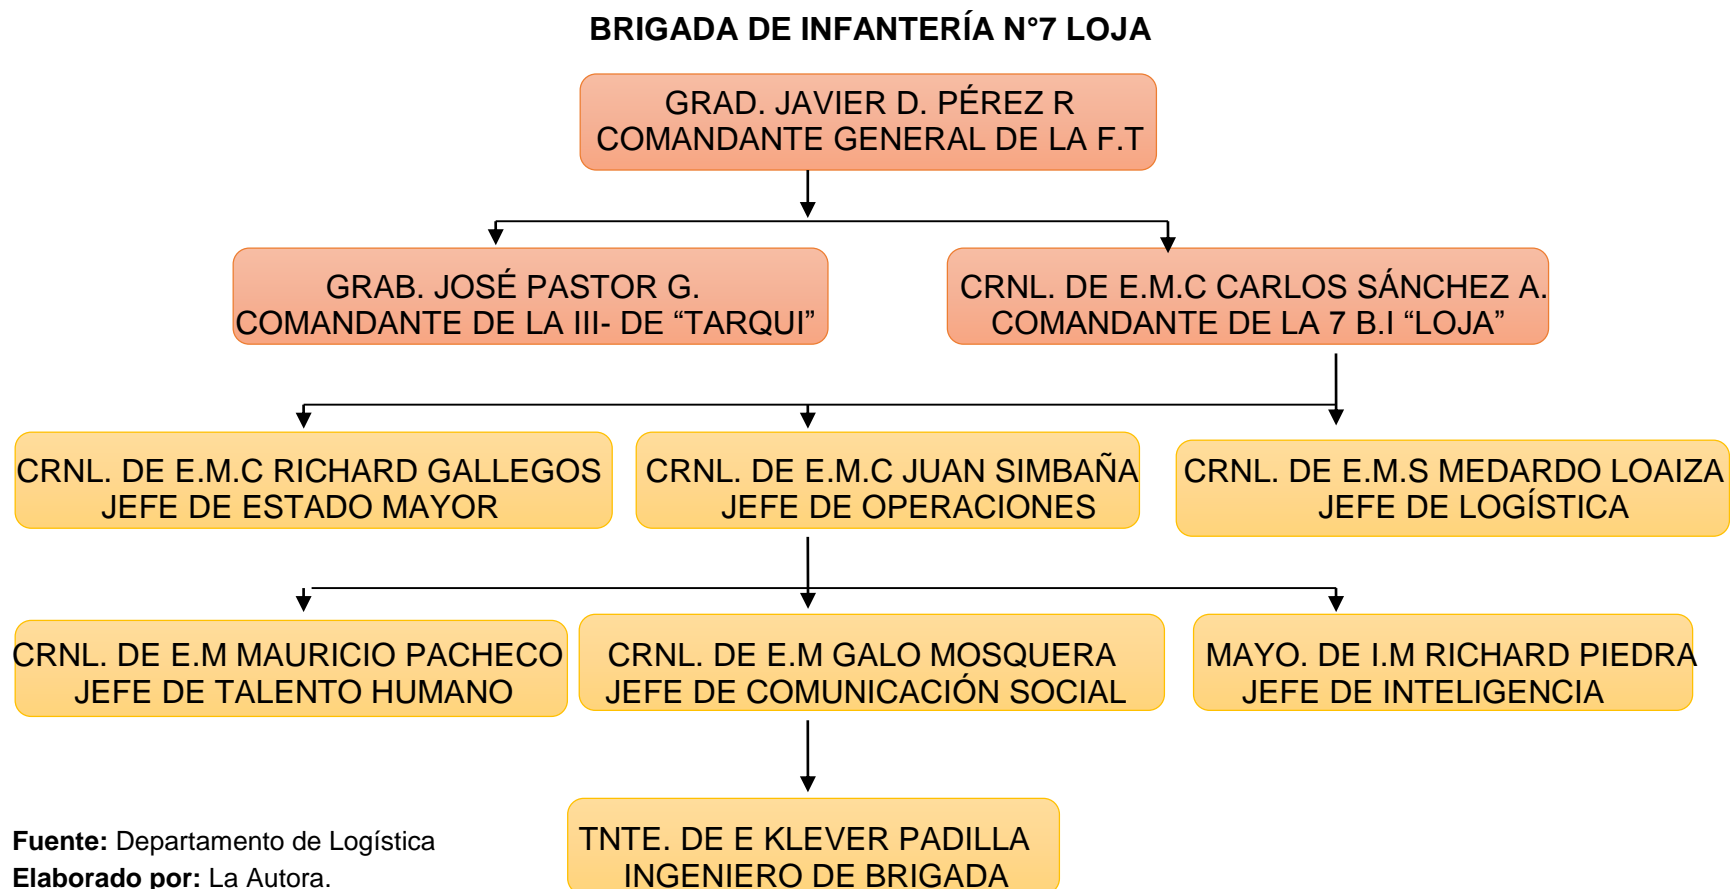 BRIGADA DE INFANTERÍA N°7 LOJA
GRAD. JAVIER D. PÉREZ R
COMANDANTE GENERAL DE LA F.T
GRAB. JOSÉ PASTOR G.
COMANDANTE DE LA III- DE “TARQUI”
CRNL. DE E.M.C CARLOS SÁNCHEZ A.
COMANDANTE DE LA 7 B.I “LOJA”
CRNL. DE E.M.C RICHARD GALLEGOS
JEFE DE ESTADO MAYOR
CRNL. DE E.M.C JUAN SIMBAÑA
JEFE DE OPERACIONES
CRNL. DE E.M.S MEDARDO LOAIZA
JEFE DE LOGÍSTICA
CRNL. DE E.M MAURICIO PACHECO
JEFE DE TALENTO HUMANO
CRNL. DE E.M GALO MOSQUERA
JEFE DE COMUNICACIÓN SOCIAL
MAYO. DE I.M RICHARD PIEDRA
JEFE DE INTELIGENCIA
TNTE. DE E KLEVER PADILLA
INGENIERO DE BRIGADA
Fuente: Departamento de Logística
Elaborado por: La Autora.